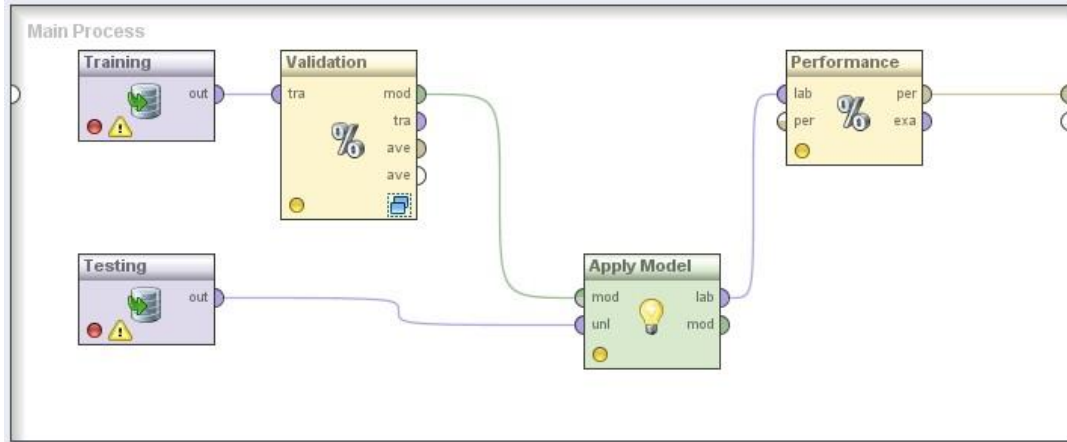 Main Process
Training
out
Validation
tra
mod
tra
ave
ave
Performance
lab
per
per
exa
Testing
out
Apply Model
mod
lab
unl
mod